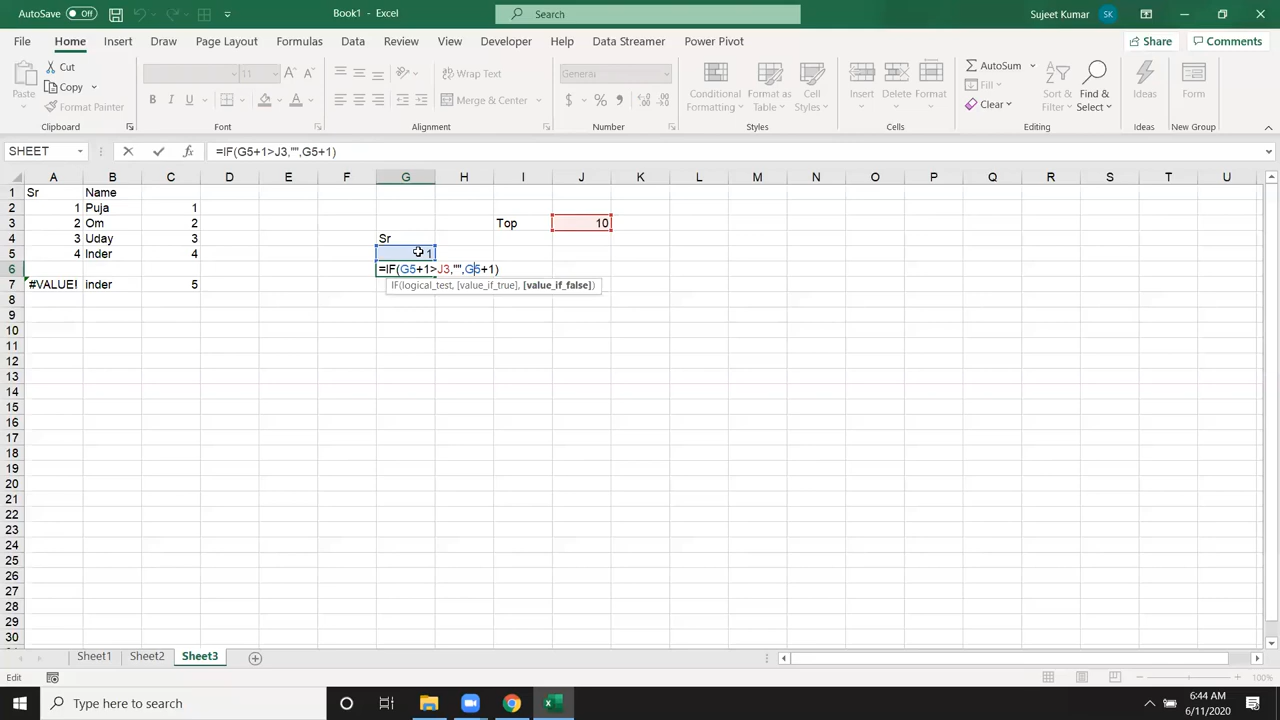 AutoSave Off Book1 - Excel Search Sujeet Kumar SK
File Home Insert Draw Page Layout Formulas Data Review View Developer Help Data Streamer Power Pivot Share Comments
Paste Cut Copy Format Painter Clipboard
11 B I U Font
Wrap Text Merge & Center Alignment
General $ % Number
Conditional Formatting Format as Table Cell Styles Styles
Insert Delete Format Cells
AutoSum Fill Clear Sort & Filter Find & Select Editing
Ideas Ideas
Form New Group
SHEET fx =IF(G5+1>J3,"",G5+1)
A B C D E F G H I J K L M N O P Q R S T U
1 Sr Name
2 1 Puja 1
3 2 Om 2 Top 10
4 3 Uday 3 Sr
5 4 Inder 4 1
6 =IF(G5+1>J3,"",G5+1)
IF(logical_test, [value_if_true], [value_if_false])
7 #VALUE! inder 5
8
9
10
11
12
13
14
15
16
17
18
19
20
21
22
23
24
25
26
27
28
29
30
Sheet1 Sheet2 Sheet3
Edit 100%
Type here to search 6:44 AM
6/11/2020